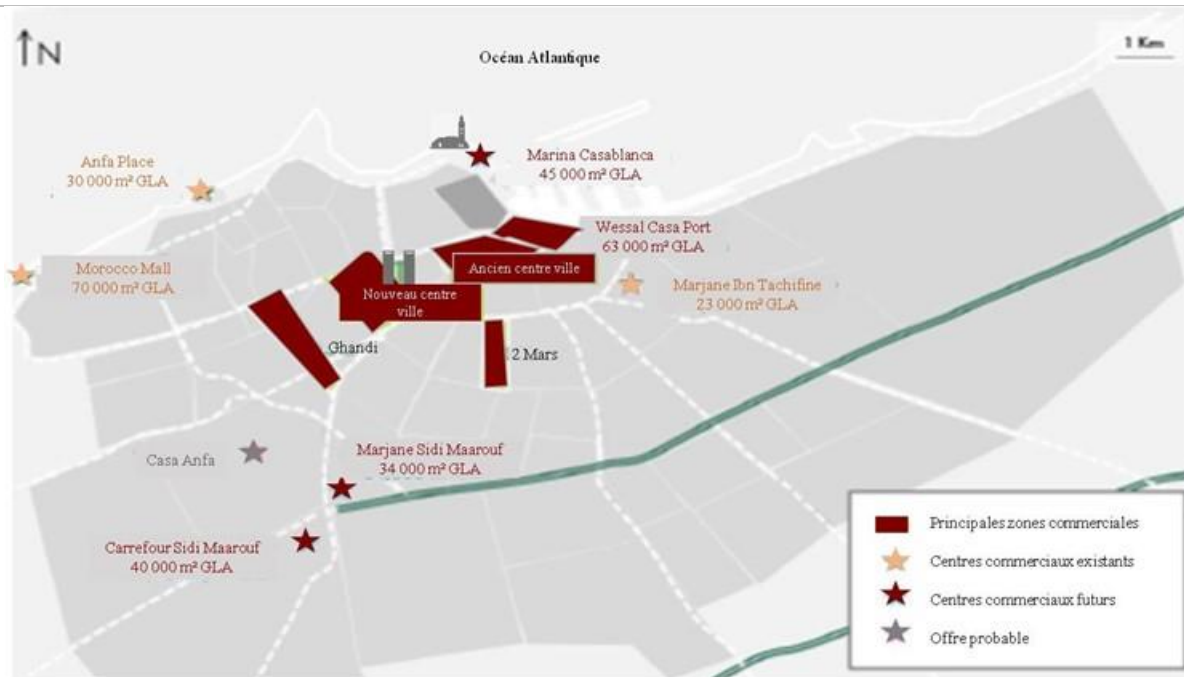 N
Océan Atlantique
1 Km
Anfa Place
30 000 m² GLA
Marina Casablanca
45 000 m² GLA
Wessal Casa Port
63 000 m² GLA
Morocco Mall
70 000 m² GLA
Ancien centre ville
Marjane Ibn Tachifine
23 000 m² GLA
Nouveau centre
ville
Ghandi
2 Mars
Casa Anfa
Marjane Sidi Maarouf
34 000 m² GLA
Carrefour Sidi Maarouf
40 000 m² GLA
Principales zones commerciales
Centres commerciaux existants
Centres commerciaux futurs
Offre probable